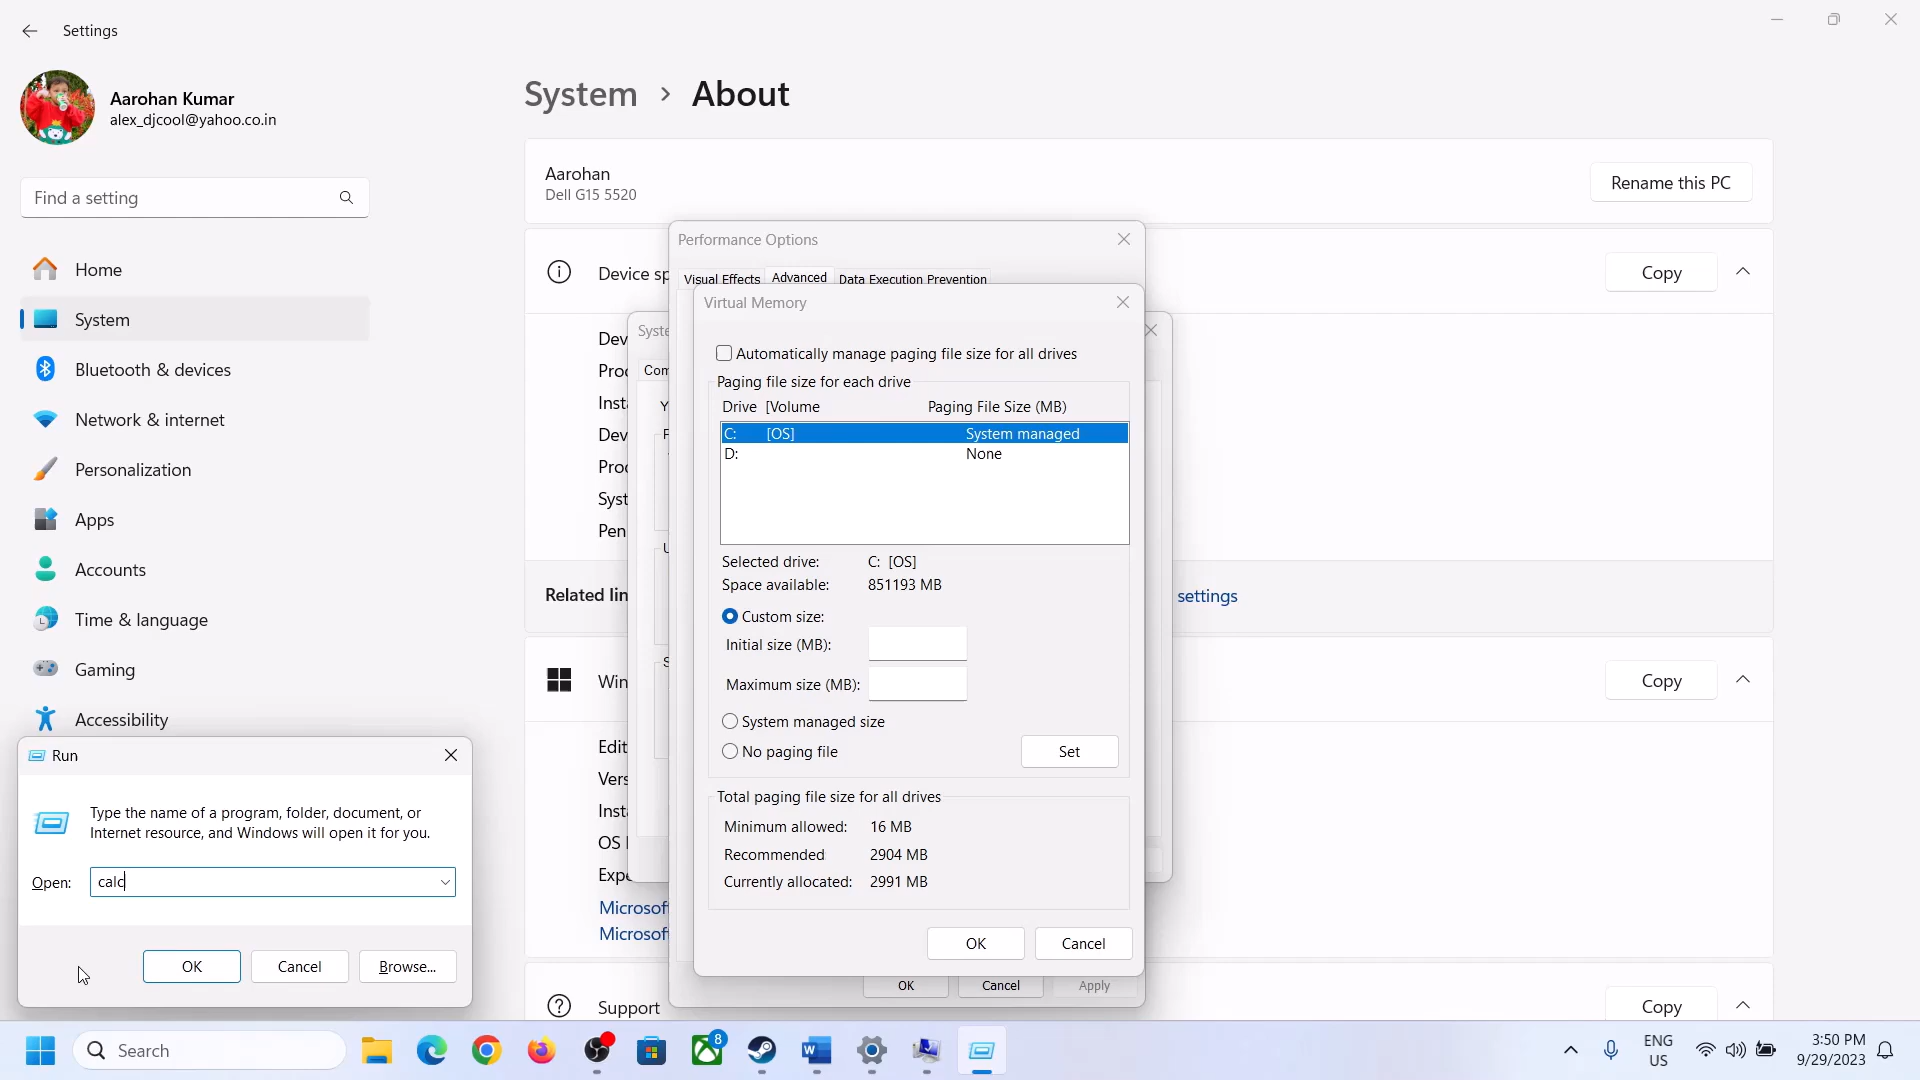 Settings
Aarohan Kumar
alex_djcool@yahoo.co.in
Find a setting
Home
System
Bluetooth & devices
Network & internet
Personalization
Apps
Accounts
Time & language
Gaming
Accessibility
System > About
Aarohan
Dell G15 5520
Rename this PC
Device sp
Copy
Dev
Proc
Insta
Dev
Proc
Syst
Pen
Related lin
settings
Win
Copy
Edit
Vers
Insta
OS
Expe
Microsof
Microsof
Support
Copy
Syste
Com
Performance Options
Visual Effects Advanced Data Execution Prevention
Virtual Memory
Automatically manage paging file size for all drives
Paging file size for each drive
Drive [Volume Paging File Size (MB)
C: [OS] System managed
D: None
Selected drive: C: [OS]
Space available: 851193 MB
Custom size:
Initial size (MB):
Maximum size (MB):
System managed size
No paging file
Set
Total paging file size for all drives
Minimum allowed: 16 MB
Recommended 2904 MB
Currently allocated: 2991 MB
OK Cancel
OK Cancel Apply
Run
Type the name of a program, folder, document, or
Internet resource, and Windows will open it for you.
Open: calc
OK Cancel Browse...
Search
8
ENG
US
3:50 PM
9/29/2023